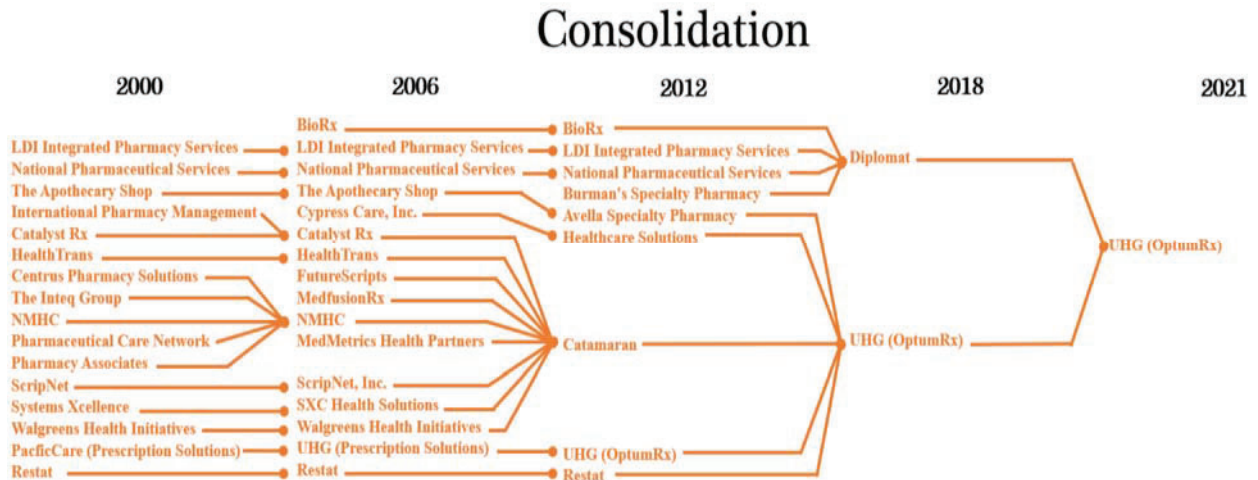 Consolidation
2000
2006
2012
2018
2021
LDI Integrated Pharmacy Services
National Pharmaceutical Services
The Apothecary Shop
International Pharmacy Management
Catalyst Rx
HealthTrans
Centrus Pharmacy Solutions
The Inteq Group
NMHC
Pharmaceutical Care Network
Pharmacy Associates
ScripNet
Systems Xcellence
Walgreens Health Initiatives
PacficCare (Prescription Solutions)
Restat
BioRx
LDI Integrated Pharmacy Services
National Pharmaceutical Services
The Apothecary Shop
Cypress Care, Inc.
Catalyst Rx
HealthTrans
FutureScripts
MedfusionRx
NMHC
MedMetrics Health Partners
ScripNet, Inc.
SXC Health Solutions
Walgreens Health Initiatives
UHG (Prescription Solutions)
Restat
BioRx
LDI Integrated Pharmacy Services
National Pharmaceutical Services
Burman's Specialty Pharmacy
Avella Specialty Pharmacy
Healthcare Solutions
Catamaran
UHG (OptumRx)
Restat
Diplomat
UHG (OptumRx)
UHG (OptumRx)